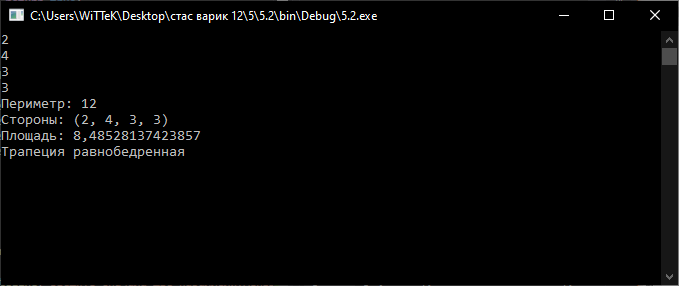 C:\Users\WiTTeK\Desktop\стас варик 12\5\5.2\bin\Debug\5.2.exe
2
4
3
3
Периметр: 12
Стороны: (2, 4, 3, 3)
Площадь: 8,48528137423857
Трапеция равнобедренная